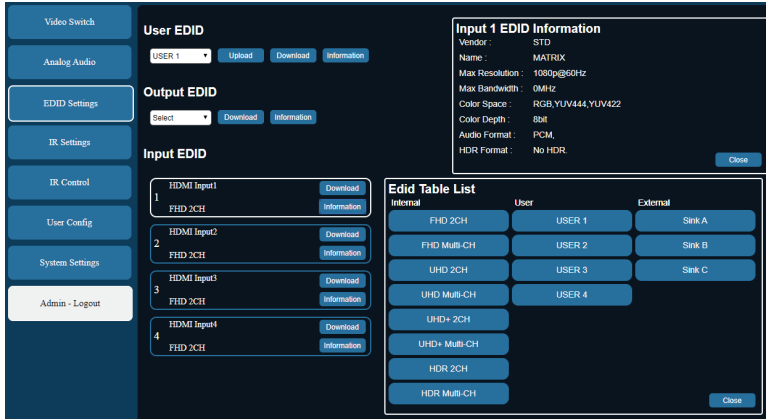 Video Switch
Analog Audio
EDID Settings
IR Settings
IR Control
User Config
System Settings
Admin - Logout
User EDID
USER 1 Upload Download Information
Output EDID
Select Download Information
Input EDID
1 HDMI Input1 Download
FHD 2CH Information
2 HDMI Input2 Download
FHD 2CH Information
3 HDMI Input3 Download
FHD 2CH Information
4 HDMI Input4 Download
FHD 2CH Information
Input 1 EDID Information
Vendor : STD
Name : MATRIX
Max Resolution : 1080p@60Hz
Max Bandwidth : 0MHz
Color Space : RGB,YUV444,YUV422
Color Depth : 8bit
Audio Format : PCM,
HDR Format : No HDR.
Close
Edid Table List
Internal User External
FHD 2CH USER 1 Sink A
FHD Multi-CH USER 2 Sink B
UHD 2CH USER 3 Sink C
UHD Multi-CH USER 4
UHD+ 2CH
UHD+ Multi-CH
HDR 2CH
HDR Multi-CH
Close